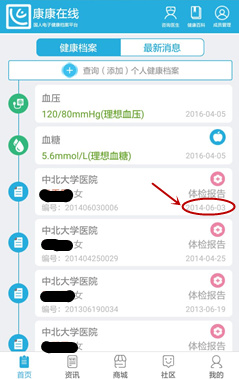 康康在线
国人电子健康档案平台
咨询医生 健康百科 成员管理
健康档案 最新消息
查询（添加）个人健康档案
血压
120/80mmHg(理想血压) 2016-04-05
血糖
5.6mmol/L(理想血糖) 2016-04-05
中北大学医院
女 体检报告
编号：201406030006 2014-06-03
中北大学医院
女 体检报告
编号：201404250029 2014-04-25
中北大学医院
女 体检报告
编号：201306190034 2013-06-19
中北大学医院
首页 资讯 商城 社区 我的